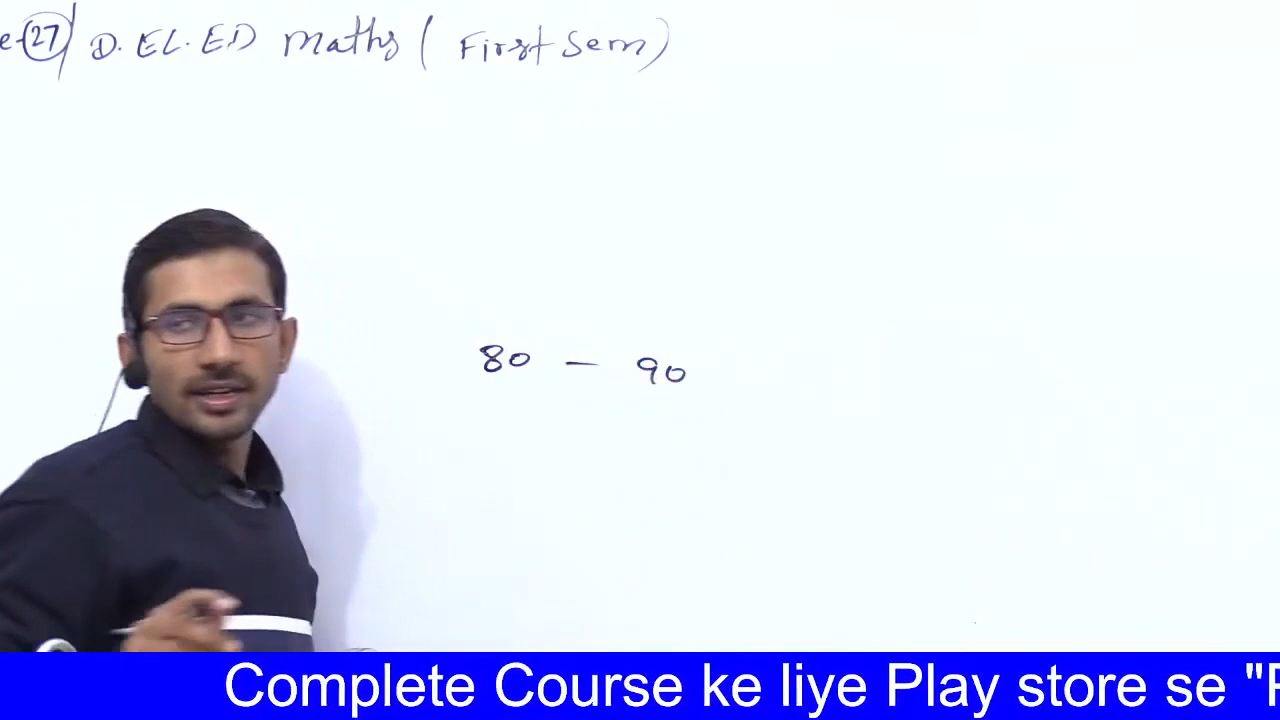 e-27 D. EL. ED Maths ( First Sem )
80 – 90
Complete Course ke liye Play store se "